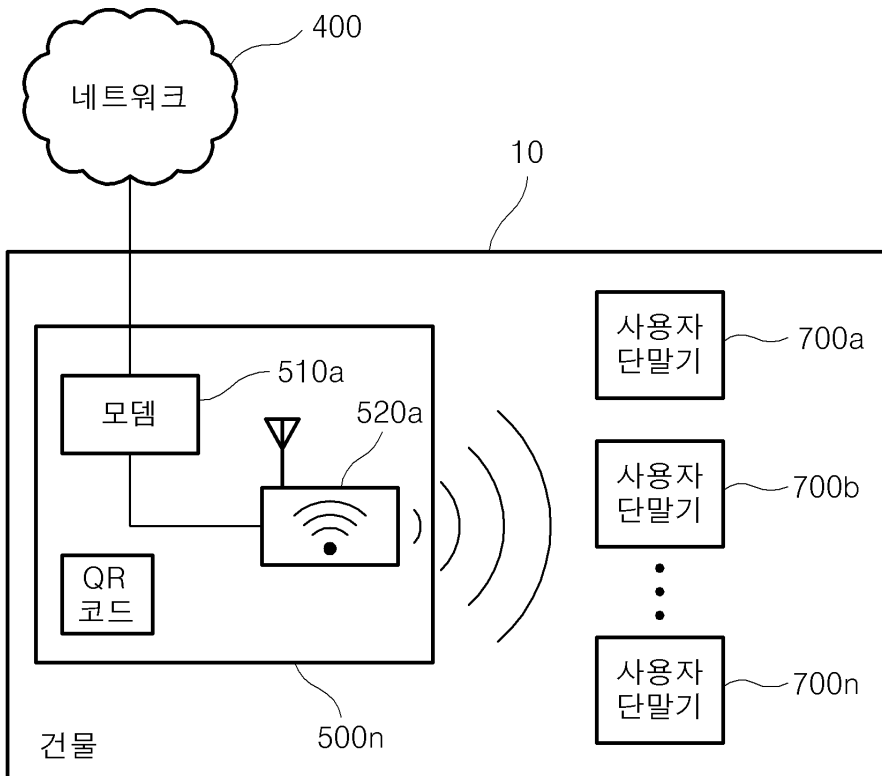 400
네트워크
10
사용자
단말기
700a
510a
모뎀
520a
사용자
단말기
700b
QR
코드
사용자
단말기
700n
500n
건물